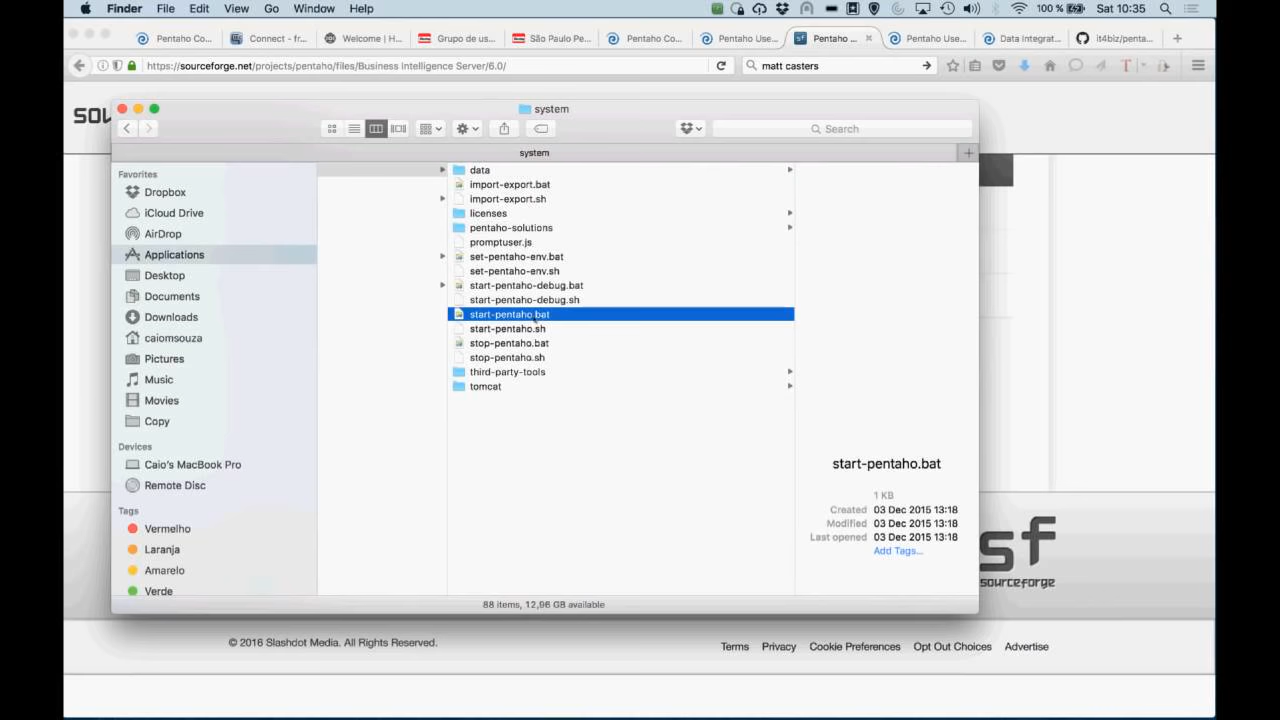 Finder File Edit View Go Window Help 100 % Sat 10:35
Pentaho Co... Connect - fr... Welcome | H... Grupo de us... São Paulo Pe... Pentaho Co... Pentaho Use... Pentaho ... Pentaho Use... Data Integrat... it4biz/penta...
https://sourceforge.net/projects/pentaho/files/Business Intelligence Server/6.0/ matt casters
sou
system
Search
system
Favorites
Dropbox
iCloud Drive
AirDrop
Applications
Desktop
Documents
Downloads
caiomsouza
Pictures
Music
Movies
Copy
Devices
Caio's MacBook Pro
Remote Disc
Tags
Vermelho
Laranja
Amarelo
Verde
data
import-export.bat
import-export.sh
licenses
pentaho-solutions
promptuser.js
set-pentaho-env.bat
set-pentaho-env.sh
start-pentaho-debug.bat
start-pentaho-debug.sh
start-pentaho.bat
start-pentaho.sh
stop-pentaho.bat
stop-pentaho.sh
third-party-tools
tomcat
start-pentaho.bat
1 KB
Created 03 Dec 2015 13:18
Modified 03 Dec 2015 13:18
Last opened 03 Dec 2015 13:18
Add Tags...
88 items, 12,96 GB available
sf
sourceforge
© 2016 Slashdot Media. All Rights Reserved.
Terms Privacy Cookie Preferences Opt Out Choices Advertise